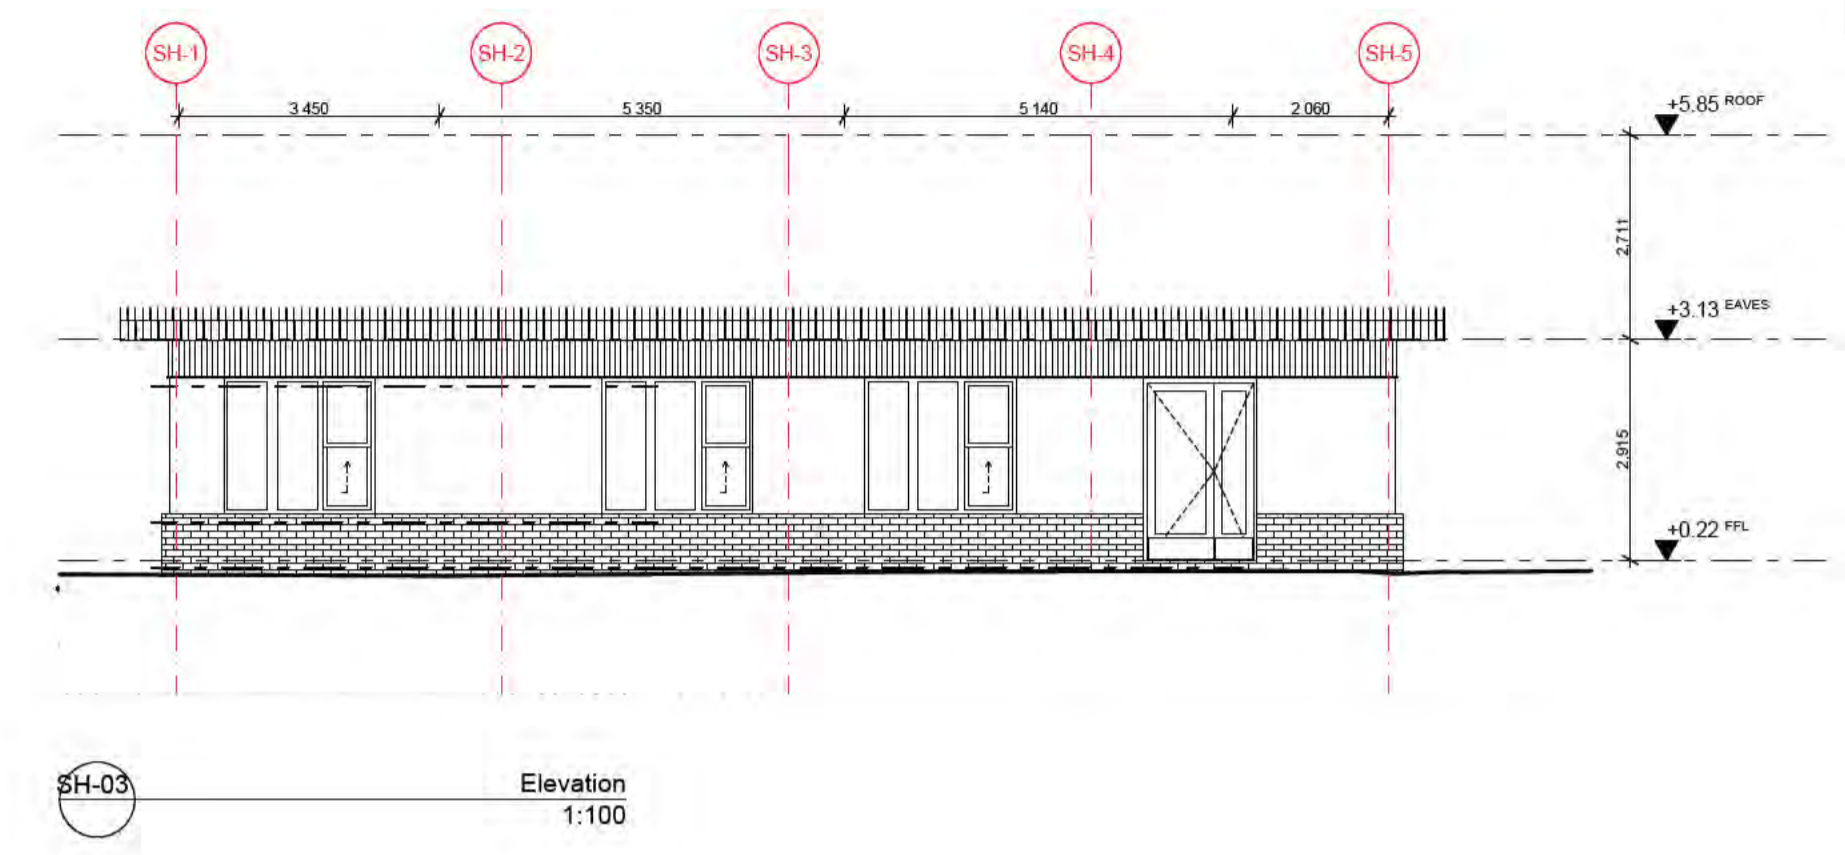 SH-1 SH-2 SH-3 SH-4 SH-5
3 450 5 350 5 140 2 060
+5.85 ROOF
2,711
+3.13 EAVES
2,915
+0.22 FFL
SH-03 Elevation
1:100